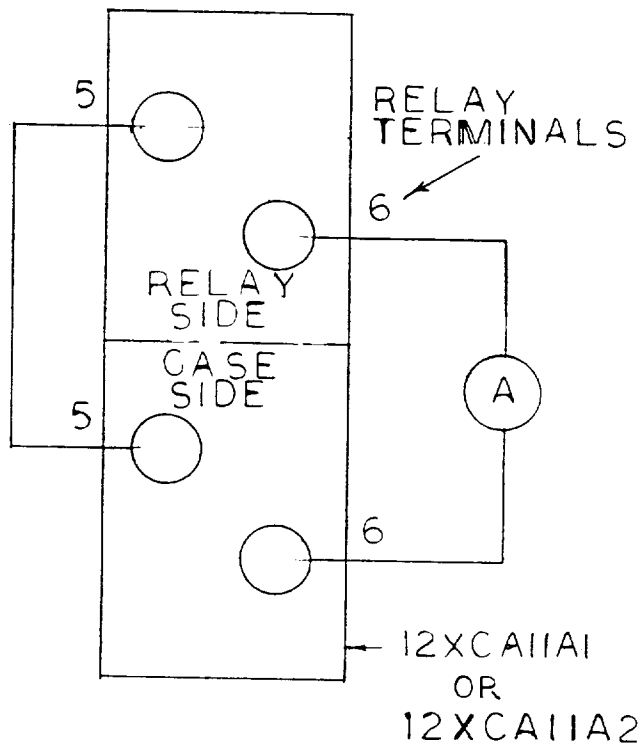 5
RELAY
TERMINALS
6
RELAY
SIDE
CASE
SIDE
A
5
6
12XCA11A1
OR
12XCA11A2